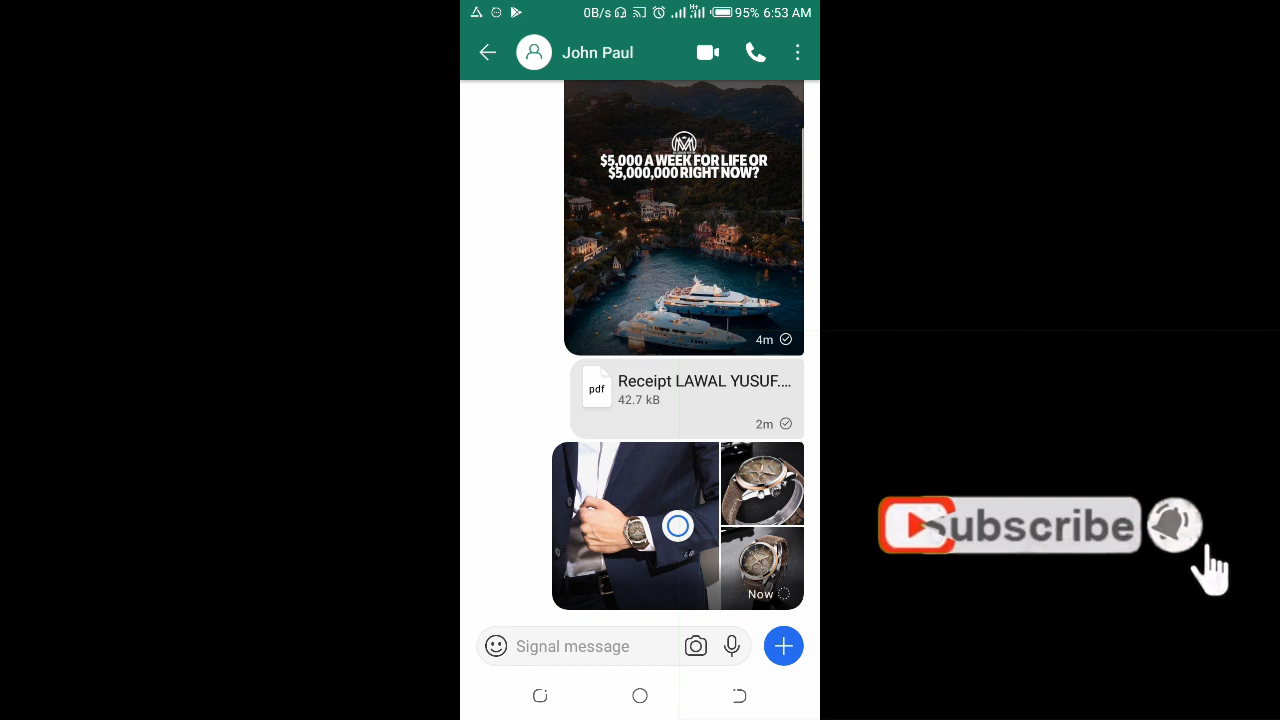 0B/s 95% 6:53 AM
John Paul
$5,000 A WEEK FOR LIFE OR
$5,000,000 RIGHT NOW?
4m
pdf
Receipt LAWAL YUSUF....
42.7 kB
2m
Now
Signal message
Subscribe